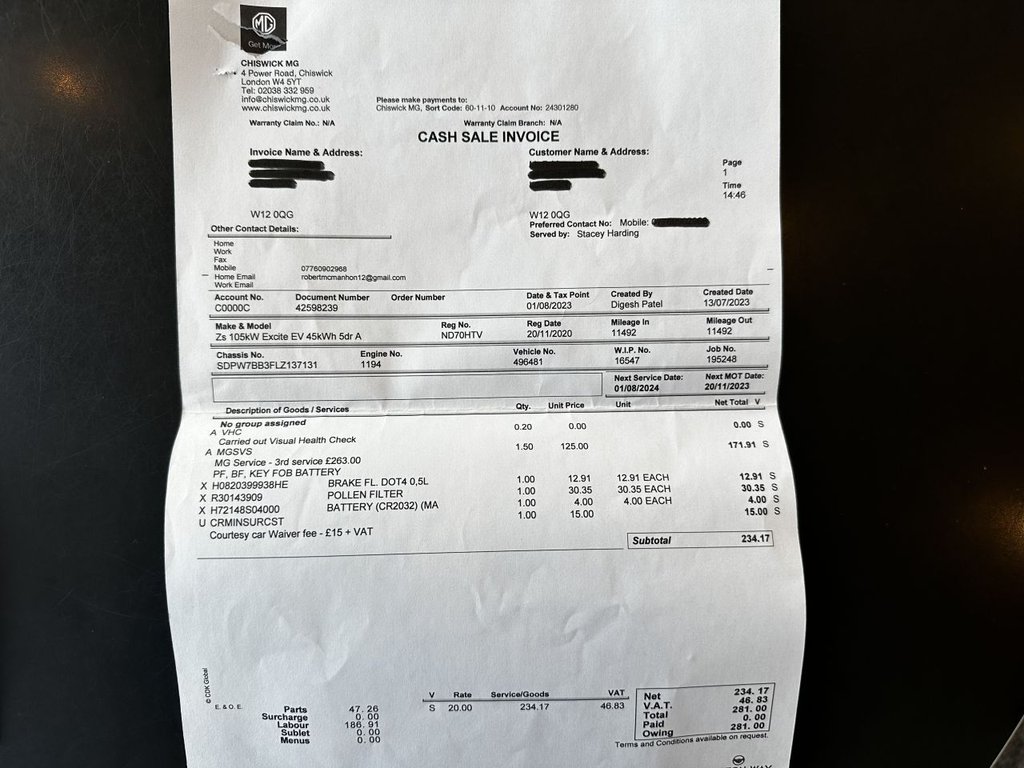 MG
CHISWICK MG
4 Power Road, Chiswick
London W4 5YT
Tel: 02038 332 959
info@chiswickmg.co.uk
www.chiswickmg.co.uk
Please make payments to:
Chiswick MG, Sort Code: 60-11-10 Account No: 24301280
Warranty Claim No.: N/A Warranty Claim Branch: N/A
CASH SALE INVOICE
Invoice Name & Address: Customer Name & Address:
Page
1
Time
14:46
W12 0QG W12 0QG
Preferred Contact No: Mobile:
Served by: Stacey Harding
Other Contact Details:
Home
Work
Fax
Mobile 07760902968
Home Email robertmcmanhon12@gmail.com
Work Email
Account No. Document Number Order Number Date & Tax Point Created By Created Date
C0000C 42598239 01/08/2023 Digesh Patel 13/07/2023
Make & Model Reg No. Reg Date Mileage In Mileage Out
Zs 105kW Excite EV 45kWh 5dr A ND70HTV 20/11/2020 11492 11492
Chassis No. Engine No. Vehicle No. W.I.P. No. Job No.
SDPW7BB3FLZ137131 1194 496481 16547 195248
Next Service Date: Next MOT Date:
01/08/2024 20/11/2023
Description of Goods / Services Qty. Unit Price Unit Net Total V
No group assigned
A VHC 0.20 0.00 0.00 S
Carried out Visual Health Check
A MGSVS 1.50 125.00 171.91 S
MG Service - 3rd service £263.00
PF, BF, KEY FOB BATTERY
X H0820399938HE BRAKE FL. DOT4 0,5L 1.00 12.91 12.91 EACH 12.91 S
X R30143909 POLLEN FILTER 1.00 30.35 30.35 EACH 30.35 S
X H72148S04000 BATTERY (CR2032) (MA 1.00 4.00 4.00 EACH 4.00 S
U CRMINSURCST 1.00 15.00 15.00 S
Courtesy car Waiver fee - £15 + VAT
Subtotal 234.17
© CDK Global
E. & O. E.
Parts 47.26
Surcharge 0.00
Labour 186.91
Sublet 0.00
Menus 0.00
V Rate Service/Goods VAT
S 20.00 234.17 46.83
Net 234.17
V.A.T. 46.83
Total 281.00
Paid 0.00
Owing 281.00
Terms and Conditions available on request.